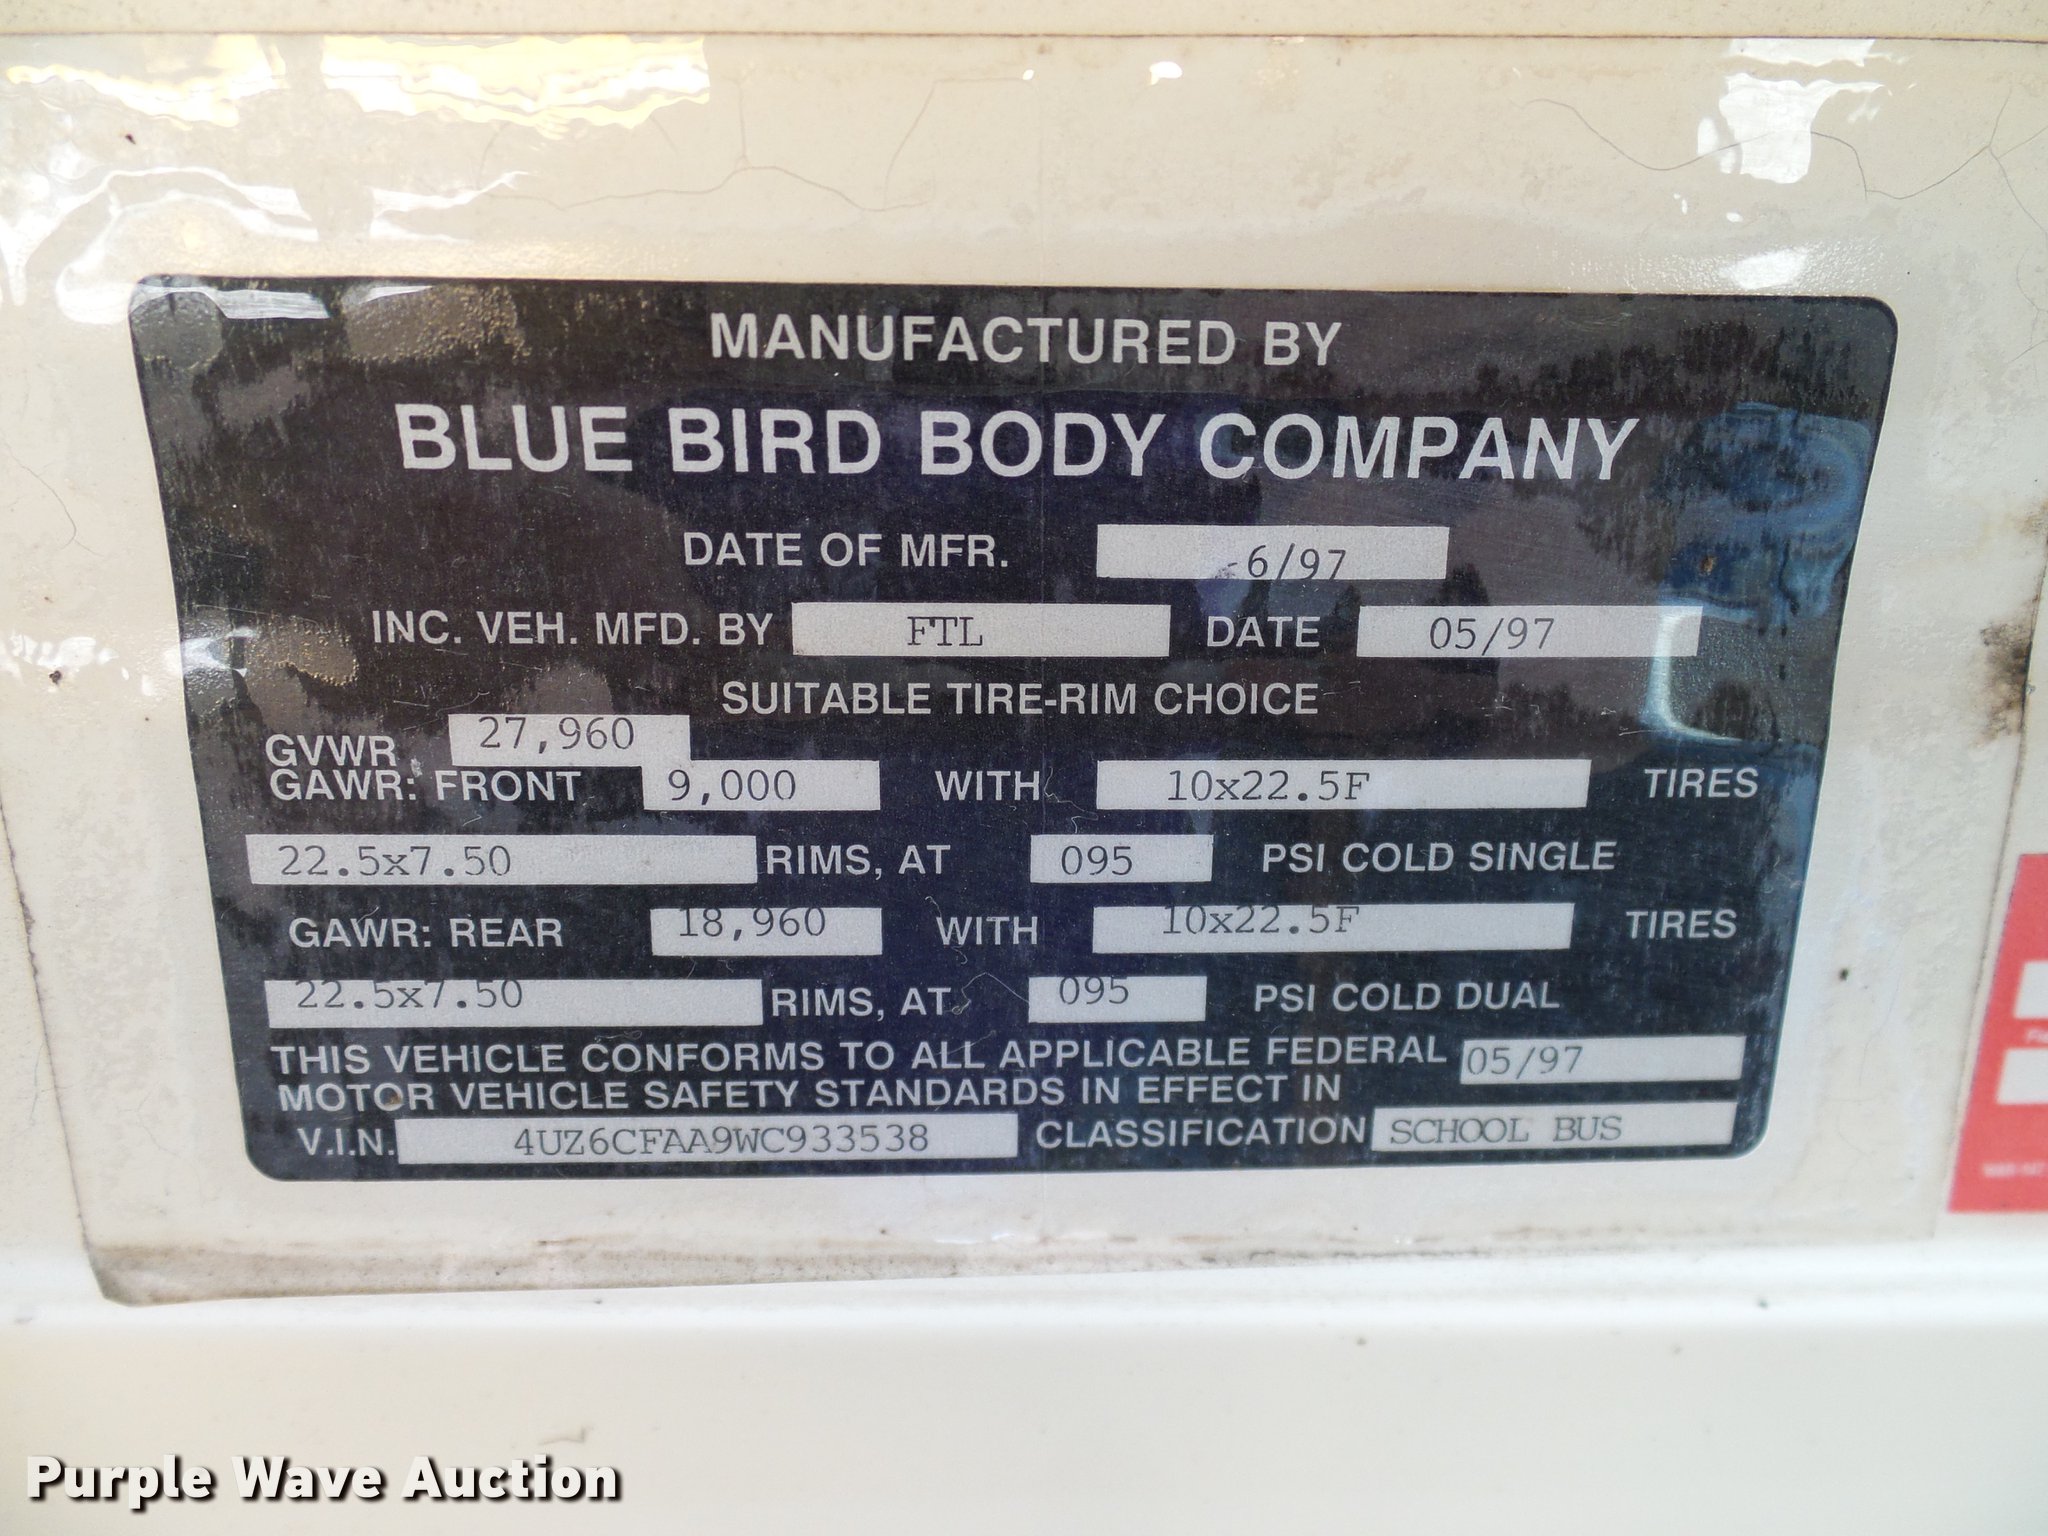 MANUFACTURED BY
BLUE BIRD BODY COMPANY
DATE OF MFR. 6/97
INC. VEH. MFD. BY FTL DATE 05/97
SUITABLE TIRE-RIM CHOICE
GVWR 27,960
GAWR: FRONT 9,000 WITH 10x22.5F TIRES
22.5x7.50 RIMS, AT 095 PSI COLD SINGLE
GAWR: REAR 18,960 WITH 10x22.5F TIRES
22.5x7.50 RIMS, AT 095 PSI COLD DUAL
THIS VEHICLE CONFORMS TO ALL APPLICABLE FEDERAL 05/97
MOTOR VEHICLE SAFETY STANDARDS IN EFFECT IN
V.I.N. 4UZ6CFAA9WC933538 CLASSIFICATION SCHOOL BUS
Purple Wave Auction